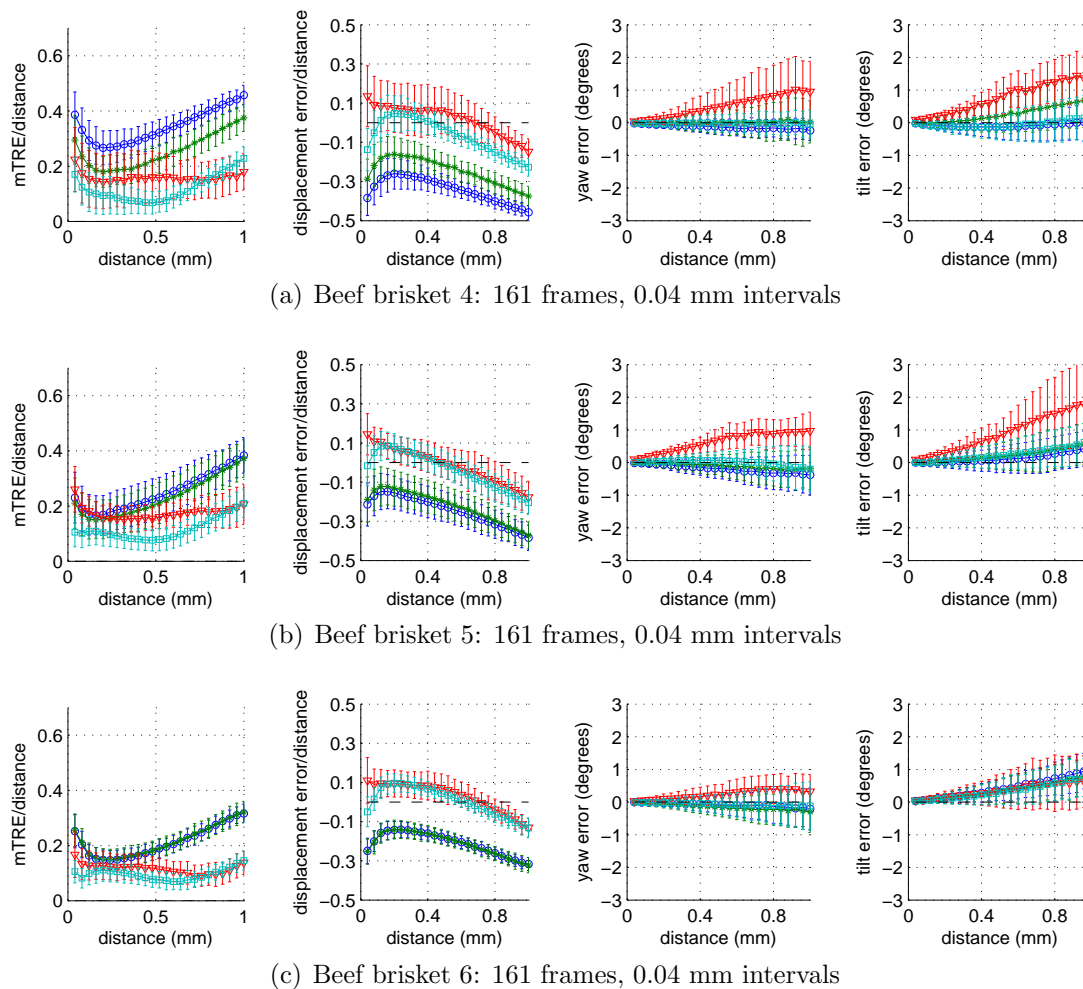 mTRE/distance
0.6
0.4
0.2
0
0 0.5 1
distance (mm)
displacement error/distance
0.5
0.3
0.1
−0.1
−0.3
−0.5
0 0.4 0.8
distance (mm)
yaw error (degrees)
3
2
1
0
−1
−2
−3
0 0.4 0.8
distance (mm)
tilt error (degrees)
3
2
1
0
−1
−2
−3
0 0.4 0.8
distance (mm)
(a) Beef brisket 4: 161 frames, 0.04 mm intervals
mTRE/distance
0.6
0.4
0.2
0
0 0.5 1
distance (mm)
displacement error/distance
0.5
0.3
0.1
−0.1
−0.3
−0.5
0 0.4 0.8
distance (mm)
yaw error (degrees)
3
2
1
0
−1
−2
−3
0 0.4 0.8
distance (mm)
tilt error (degrees)
3
2
1
0
−1
−2
−3
0 0.4 0.8
distance (mm)
(b) Beef brisket 5: 161 frames, 0.04 mm intervals
mTRE/distance
0.6
0.4
0.2
0
0 0.5 1
distance (mm)
displacement error/distance
0.5
0.3
0.1
−0.1
−0.3
−0.5
0 0.4 0.8
distance (mm)
yaw error (degrees)
3
2
1
0
−1
−2
−3
0 0.4 0.8
distance (mm)
tilt error (degrees)
3
2
1
0
−1
−2
−3
0 0.4 0.8
distance (mm)
(c) Beef brisket 6: 161 frames, 0.04 mm intervals